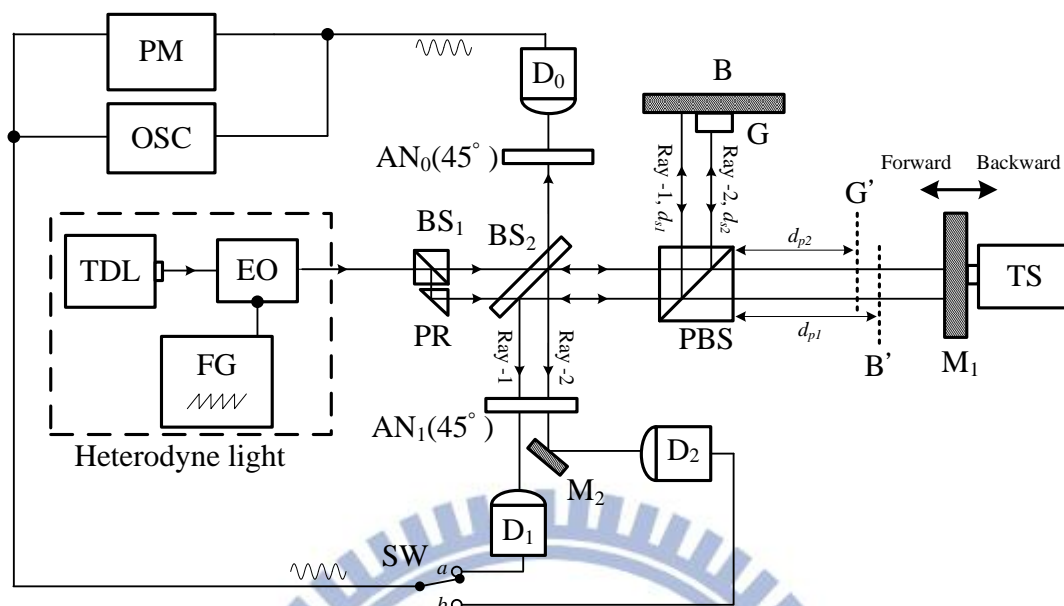 PM
OSC
D0
B
G
AN0(45°)
Ray -1, ds1
Ray -2, ds2
Forward
Backward
G’
BS1
BS2
dp2
TDL
EO
TS
PR
PBS
dp1
M1
B’
FG
Ray -1
Ray -2
AN1(45°)
Heterodyne light
D2
M2
D1
SW
a
b